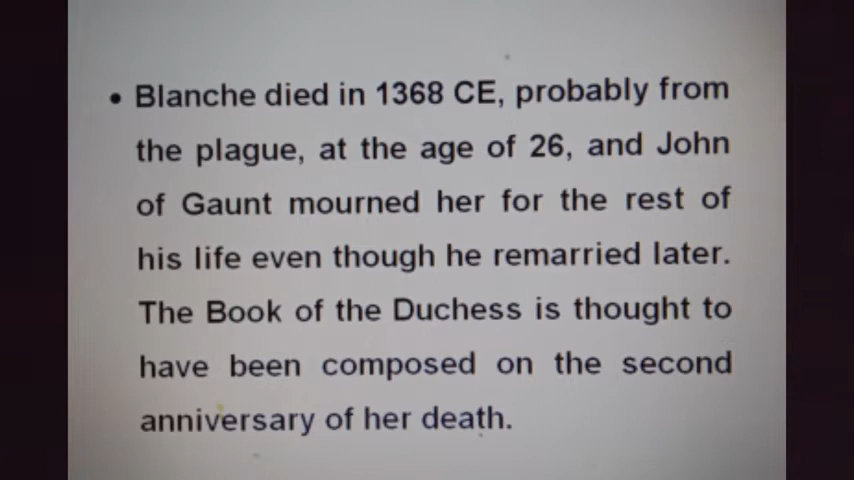 • Blanche died in 1368 CE, probably from
the plague, at the age of 26, and John
of Gaunt mourned her for the rest of
his life even though he remarried later.
The Book of the Duchess is thought to
have been composed on the second
anniversary of her death.